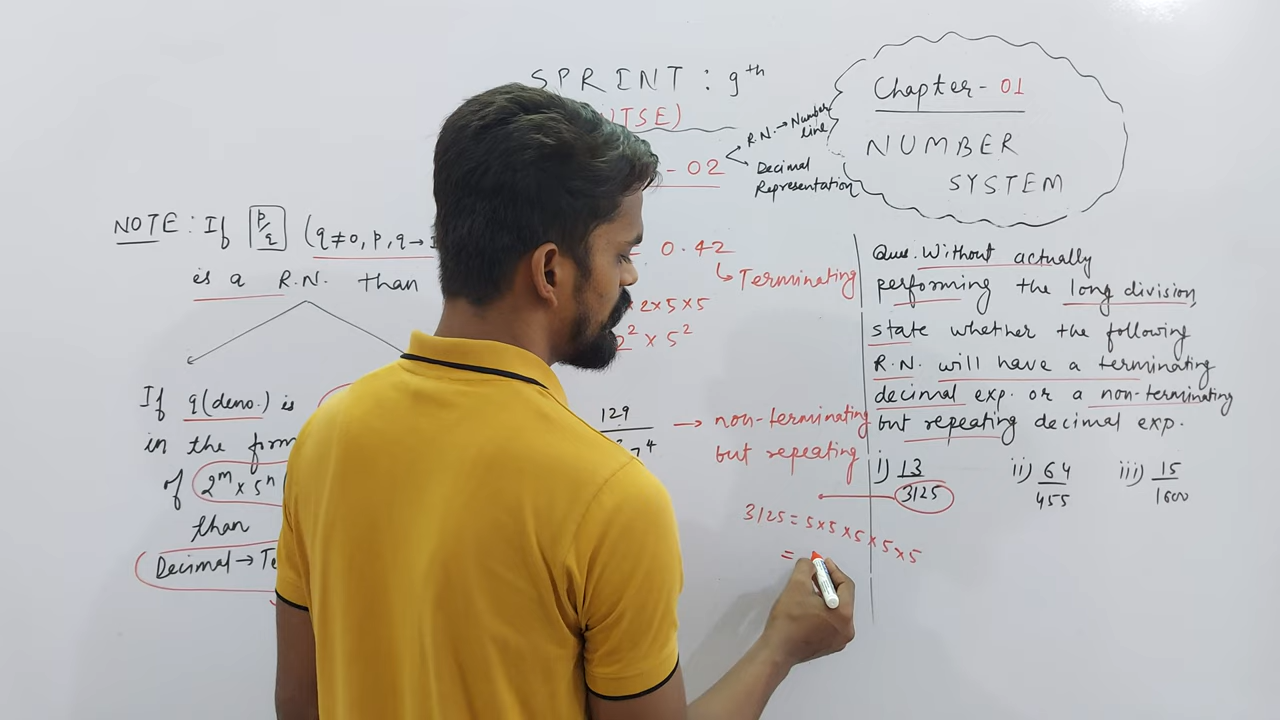 SPRINT : 9th
NTSE)
- 02
R.N. → Number line
Decimal Representation
Chapter - 01
NUMBER
SYSTEM
NOTE : If p/q (q ≠ 0, p, q →
is a R.N. than
If q (deno.) is
in the form
of 2^m × 5^n
than
Decimal →
0.42
Terminating
× 2 × 5 × 5
2² × 5²
129
→ non-terminating
but repeating
3125 = 5 × 5 × 5 × 5 × 5
=
Ques. Without actually
performing the long division,
state whether the following
R.N. will have a terminating
decimal exp. or a non-terminating
but repeating decimal exp.
i) 13/3125 ii) 64/455 iii) 15/1600